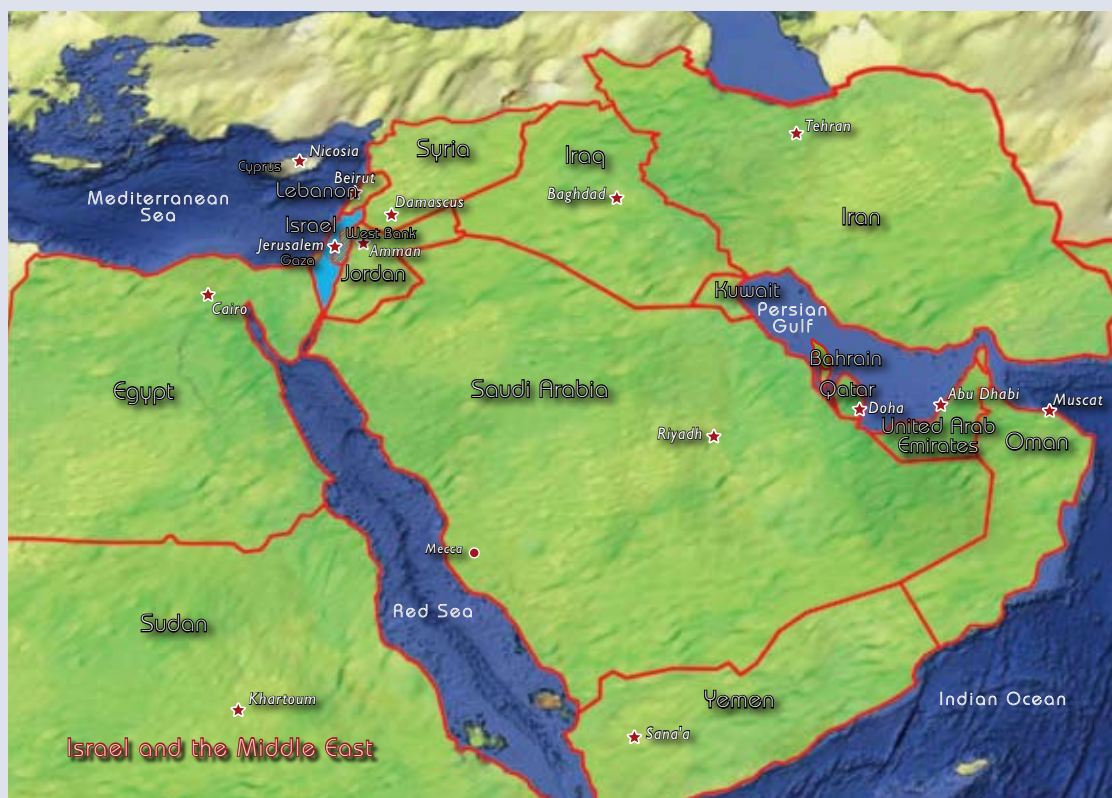 Tehran
Nicosia
Cyprus
Syria
Iraq
Beirut
Lebanon
Baghdad
Mediterranean
Sea
Damascus
Iran
Israel
West Bank
Jerusalem
Amman
Gaza
Jordan
Kuwait
Cairo
Persian
Gulf
Bahrain
Egypt
Saudi Arabia
Qatar
Abu Dhabi
Muscat
Doha
United Arab
Emirates
Riyadh
Oman
Mecca
Red Sea
Sudan
Khartoum
Yemen
Indian Ocean
Sana'a
Israel and the Middle East